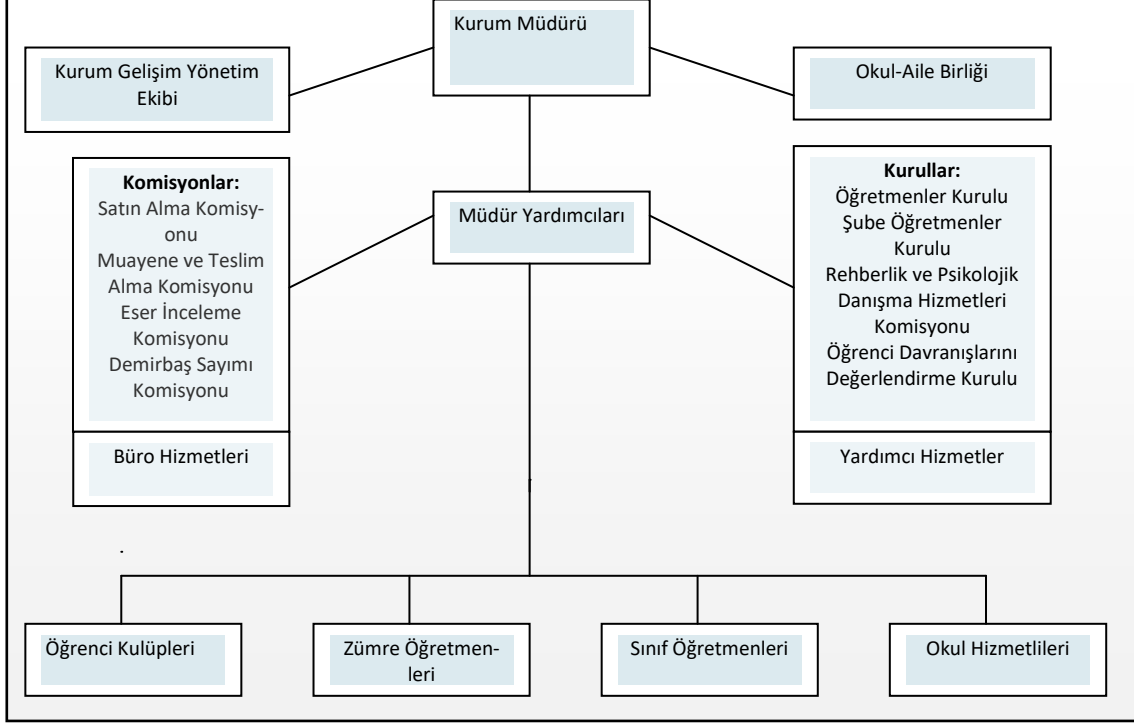 Kurum Müdürü
Kurum Gelişim Yönetim
Ekibi
Okul-Aile Birliği
Komisyonlar:
Satın Alma Komisy-
onu
Muayene ve Teslim
Alma Komisyonu
Eser İnceleme
Komisyonu
Demirbaş Sayımı
Komisyonu
Müdür Yardımcıları
Kurullar:
Öğretmenler Kurulu
Şube Öğretmenler
Kurulu
Rehberlik ve Psikolojik
Danışma Hizmetleri
Komisyonu
Öğrenci Davranışlarını
Değerlendirme Kurulu
Büro Hizmetleri
Yardımcı Hizmetler
.
Öğrenci Kulüpleri
Zümre Öğretmen-
leri
Sınıf Öğretmenleri
Okul Hizmetlileri